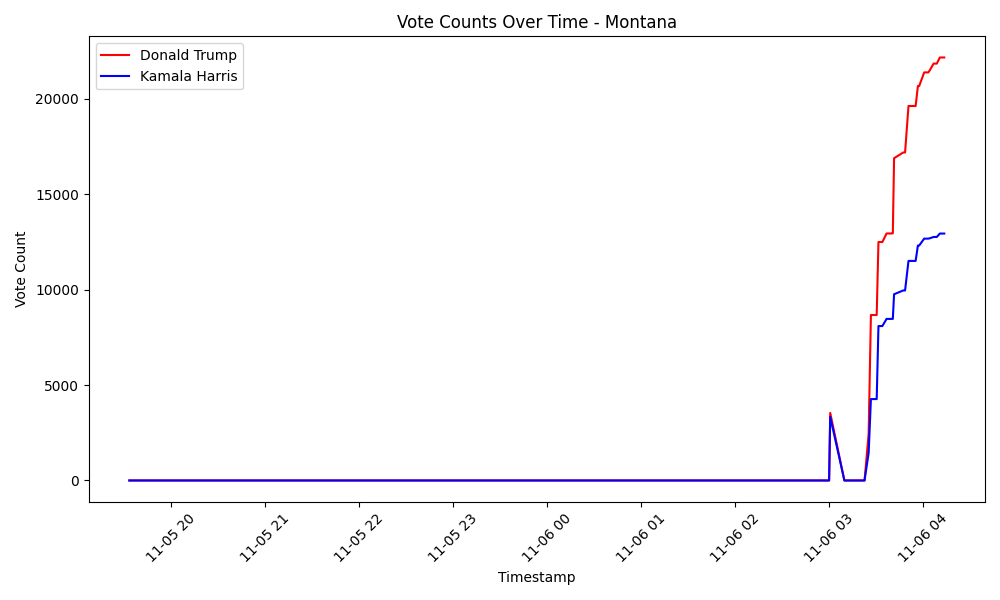 Vote Counts Over Time - Montana
Donald Trump
Kamala Harris
Vote Count
20000
15000
10000
5000
0
11-05 20
11-05 21
11-05 22
11-05 23
11-06 00
11-06 01
11-06 02
11-06 03
11-06 04
Timestamp